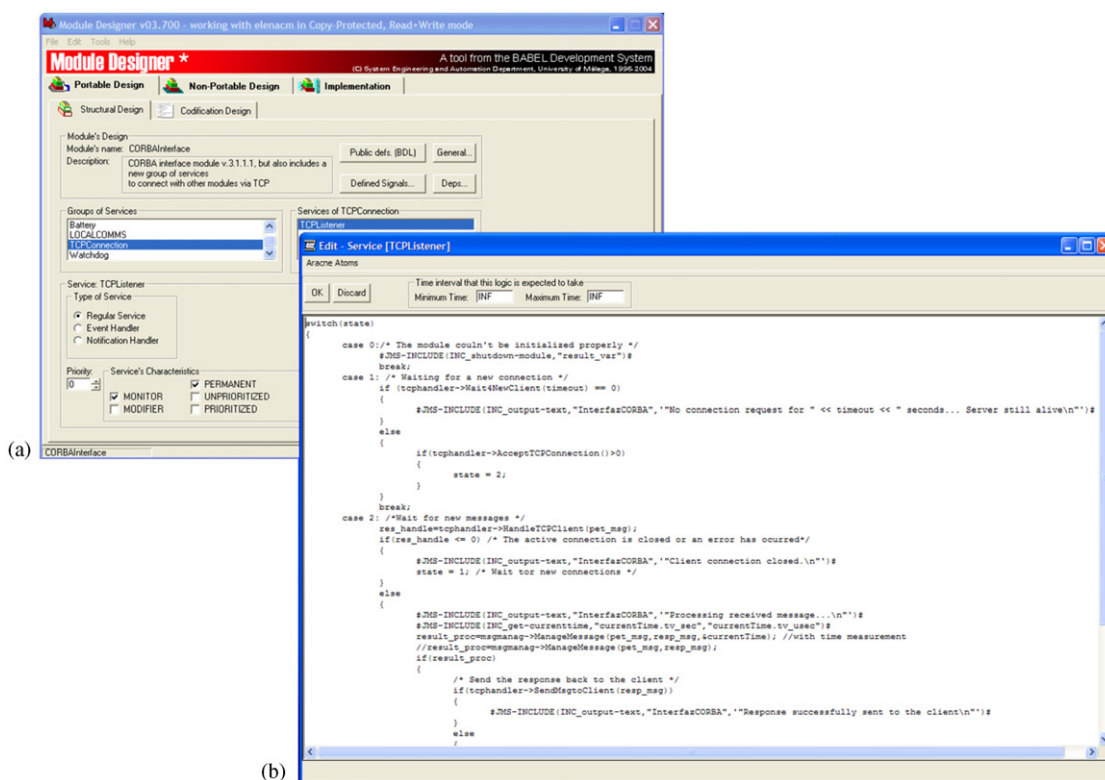 Module Designer v03.700 - working with elenacm in Copy-Protected, Read+Write mode
File Edit Tools Help
Module Designer *
A tool from the BABEL Development System
(C) System Engineering and Automation Department, University of Málaga, 1996-2004
Portable Design Non-Portable Design Implementation
Structural Design Codification Design
Module's Design
Module's name: CORBAInterface
Description: CORBA interface module v.3.1.1.1, but also includes a
new group of services
to connect with other modules via TCP
Public defs. (BDL) General...
Defined Signals... Deps...
Groups of Services
Battery
LOCALCOMMS
TCPConnection
Watchdog
Services of TCPConnection
TCPListener
Service: TCPListener
Type of Service
Regular Service
Event Handler
Notification Handler
Priority:
0
Service's Characteristics
PERMANENT
MONITOR UNPRIORITIZED
MODIFIER PRIORITIZED
CORBAInterface
(a)
Edit - Service [TCPListener]
Aracne Atoms
OK Discard
Time interval that this logic is expected to take
Minimum Time: INF Maximum Time: INF
switch(state)
{
case 0:/* The module couln't be initialized properly */
#JMS-INCLUDE(INC_shutdown-module,"result_var")#
break;
case 1: /* Waiting for a new connection */
if (tcphandler->Wait4NewClient(timeout) == 0)
{
#JMS-INCLUDE(INC_output-text,"InterfazCORBA",'"No connection request for " << timeout << " seconds... Server still alive\n"')#
}
else
{
if(tcphandler->AcceptTCPConnection()>0)
{
state = 2;
}
}
break;
case 2: /*Wait for new messages */
res_handle=tcphandler->HandleTCPClient(pet_msg);
if(res_handle <= 0) /* The active connection is closed or an error has ocurred*/
{
#JMS-INCLUDE(INC_output-text,"InterfazCORBA",'"Client connection closed.\n"')#
state = 1; /* Wait for new connections */
}
else
{
#JMS-INCLUDE(INC_output-text,"InterfazCORBA",'"Processing received message...\n"')#
#JMS-INCLUDE(INC_get-currenttime,"currentTime.tv_sec","currentTime.tv_usec")#
result_proc=msgmanag->ManageMessage(pet_msg,resp_msg,&currentTime); //with time measurement
//result_proc=msgmanag->ManageMessage(pet_msg,resp_msg);
if(result_proc)
{
/* Send the response back to the client */
if(tcphandler->SendMsgtoClient(resp_msg))
{
#JMS-INCLUDE(INC_output-text,"InterfazCORBA",'"Response successfully sent to the client\n"')#
}
else
{
(b)